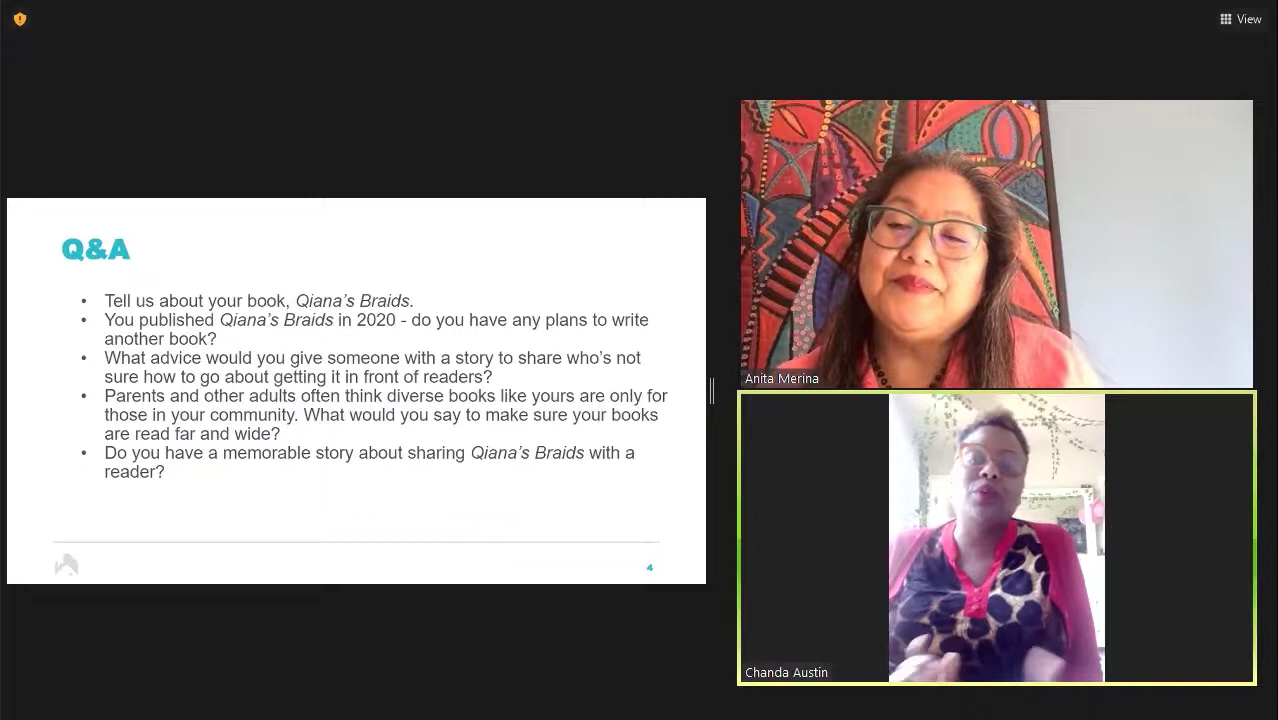 View
Q&A
• Tell us about your book, Qiana’s Braids.
• You published Qiana’s Braids in 2020 - do you have any plans to write
another book?
• What advice would you give someone with a story to share who’s not
sure how to go about getting it in front of readers?
• Parents and other adults often think diverse books like yours are only for
those in your community. What would you say to make sure your books
are read far and wide?
• Do you have a memorable story about sharing Qiana’s Braids with a
reader?
4
Anita Merina
Chanda Austin